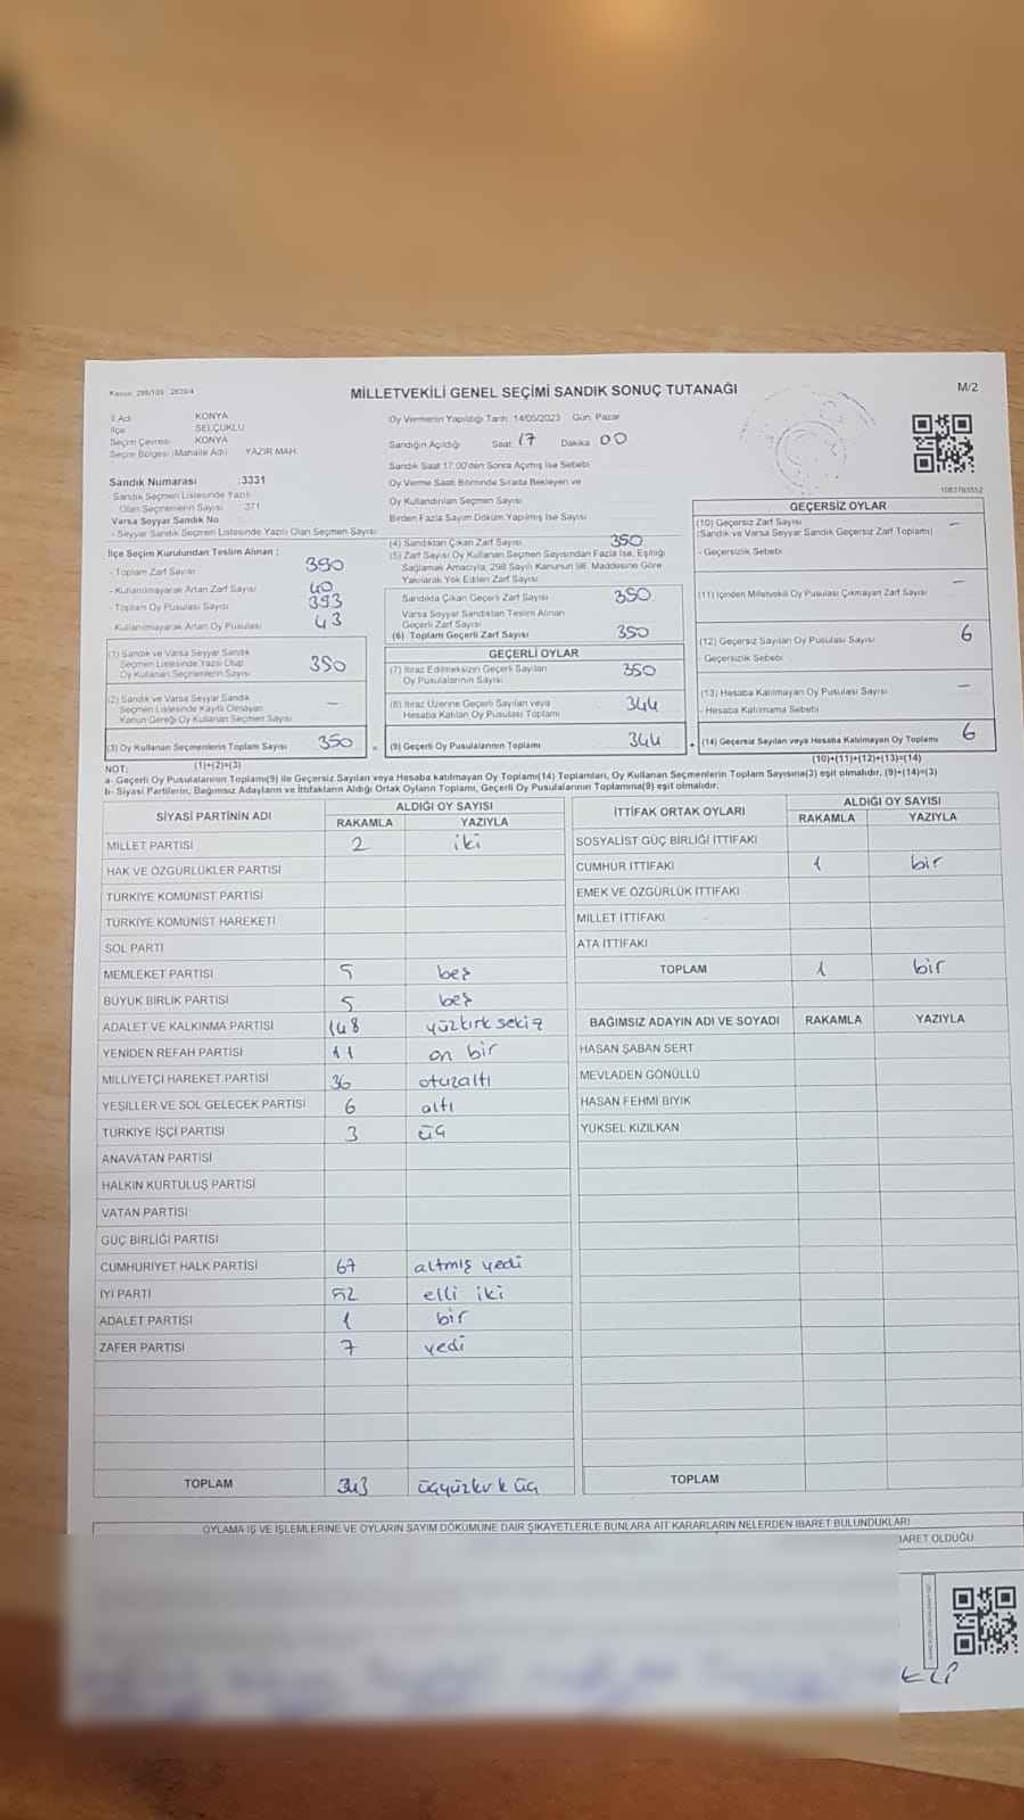 Kanun: 298/105 2839/4
MİLLETVEKİLİ GENEL SEÇİMİ SANDIK SONUÇ TUTANAĞI
M/2
İl Adı KONYA
İlçe SELÇUKLU
Seçim Çevresi KONYA
Seçim Bölgesi (Mahalle Adı) YAZIR MAH.
Sandık Numarası :3331
Sandık Seçmen Listesinde Yazılı
Olan Seçmenlerin Sayısı 371
Varsa Seyyar Sandık No
- Seyyar Sandık Seçmen Listesinde Yazılı Olan Seçmen Sayısı
İlçe Seçim Kurulundan Teslim Alınan :
- Toplam Zarf Sayısı 390
- Kullanılmayarak Artan Zarf Sayısı 40
- Toplam Oy Pusulası Sayısı 393
- Kullanılmayarak Artan Oy Pusulası 43
(1) Sandık ve Varsa Seyyar Sandık
Seçmen Listesinde Yazılı Olup
Oy Kullanan Seçmenlerin Sayısı 350
(2) Sandık ve Varsa Seyyar Sandık
Seçmen Listesinde Kayıtlı Olmayan
Kanun Gereği Oy Kullanan Seçmen Sayısı –
(3) Oy Kullanan Seçmenlerin Toplam Sayısı 350
(1)+(2)=(3)
Oy Vermenin Yapıldığı Tarih: 14/05/2023 Gün: Pazar
Sandığın Açıldığı Saat: 17 Dakika 00
Sandık Saat 17:00'den Sonra Açılmış İse Sebebi
Oy Verme Saati Bitiminde Sırada Bekleyen ve
Oy Kullandırılan Seçmen Sayısı
Birden Fazla Sayım Döküm Yapılmış İse Sayısı
(4) Sandıktan Çıkan Zarf Sayısı 350
(5) Zarf Sayısı Oy Kullanan Seçmen Sayısından Fazla İse, Eşitliği
Sağlamak Amacıyla, 298 Sayılı Kanunun 98. Maddesine Göre
Yakılarak Yok Edilen Zarf Sayısı
Sandıkta Çıkan Geçerli Zarf Sayısı 350
Varsa Seyyar Sandıktan Teslim Alınan
Geçerli Zarf Sayısı
(6) Toplam Geçerli Zarf Sayısı 350
GEÇERLİ OYLAR
(7) İtiraz Edilmeksizin Geçerli Sayılan
Oy Pusulalarının Sayısı 350
(8) İtiraz Üzerine Geçerli Sayılan veya
Hesaba Katılan Oy Pusulası Toplamı 344
= (9) Geçerli Oy Pusulalarının Toplamı 344
1083783552
GEÇERSİZ OYLAR
(10) Geçersiz Zarf Sayısı –
(Sandık ve Varsa Seyyar Sandık Geçersiz Zarf Toplamı)
- Geçersizlik Sebebi
(11) İçinden Milletvekili Oy Pusulası Çıkmayan Zarf Sayısı –
(12) Geçersiz Sayılan Oy Pusulası Sayısı 6
- Geçersizlik Sebebi
(13) Hesaba Katılmayan Oy Pusulası Sayısı –
- Hesaba Katılmama Sebebi
+ (14) Geçersiz Sayılan veya Hesaba Katılmayan Oy Toplamı 6
(10)+(11)+(12)+(13)=(14)
NOT:
a- Geçerli Oy Pusulalarının Toplamı(9) ile Geçersiz Sayılan veya Hesaba katılmayan Oy Toplamı(14) Toplamları, Oy Kullanan Seçmenlerin Toplam Sayısına(3) eşit olmalıdır. (9)+(14)=(3)
b- Siyasi Partilerin, Bağımsız Adayların ve İttifakların Aldığı Ortak Oyların Toplamı, Geçerli Oy Pusulalarının Toplamına(9) eşit olmalıdır.
SİYASİ PARTİNİN ADI ALDIĞI OY SAYISI
RAKAMLA YAZIYLA
MİLLET PARTİSİ 2 iki
HAK VE ÖZGÜRLÜKLER PARTİSİ
TÜRKİYE KOMÜNİST PARTİSİ
TÜRKİYE KOMÜNİST HAREKETİ
SOL PARTİ
MEMLEKET PARTİSİ 5 beş
BÜYÜK BİRLİK PARTİSİ 5 beş
ADALET VE KALKINMA PARTİSİ 148 yüzkırk sekiz
YENİDEN REFAH PARTİSİ 11 on bir
MİLLİYETÇİ HAREKET PARTİSİ 36 otuzaltı
YEŞİLLER VE SOL GELECEK PARTİSİ 6 altı
TÜRKİYE İŞÇİ PARTİSİ 3 üç
ANAVATAN PARTİSİ
HALKIN KURTULUŞ PARTİSİ
VATAN PARTİSİ
GÜÇ BİRLİĞİ PARTİSİ
CUMHURİYET HALK PARTİSİ 67 altmış yedi
İYİ PARTİ 52 elli iki
ADALET PARTİSİ 1 bir
ZAFER PARTİSİ 7 yedi
TOPLAM 343 üçyüzkırk üç
İTTİFAK ORTAK OYLARI ALDIĞI OY SAYISI
RAKAMLA YAZIYLA
SOSYALİST GÜÇ BİRLİĞİ İTTİFAKI
CUMHUR İTTİFAKI 1 bir
EMEK VE ÖZGÜRLÜK İTTİFAKI
MİLLET İTTİFAKI
ATA İTTİFAKI
TOPLAM 1 bir
BAĞIMSIZ ADAYIN ADI VE SOYADI RAKAMLA YAZIYLA
HASAN ŞABAN SERT
MEVLADEN GÖNÜLLÜ
HASAN FEHMİ BIYIK
YÜKSEL KIZILKAN
TOPLAM
OYLAMA İŞ VE İŞLEMLERİNE VE OYLARIN SAYIM DÖKÜMÜNE DAİR ŞİKAYETLERLE BUNLARA AİT KARARLARIN NELERDEN İBARET BULUNDUKLARI
İBARET OLDUĞU